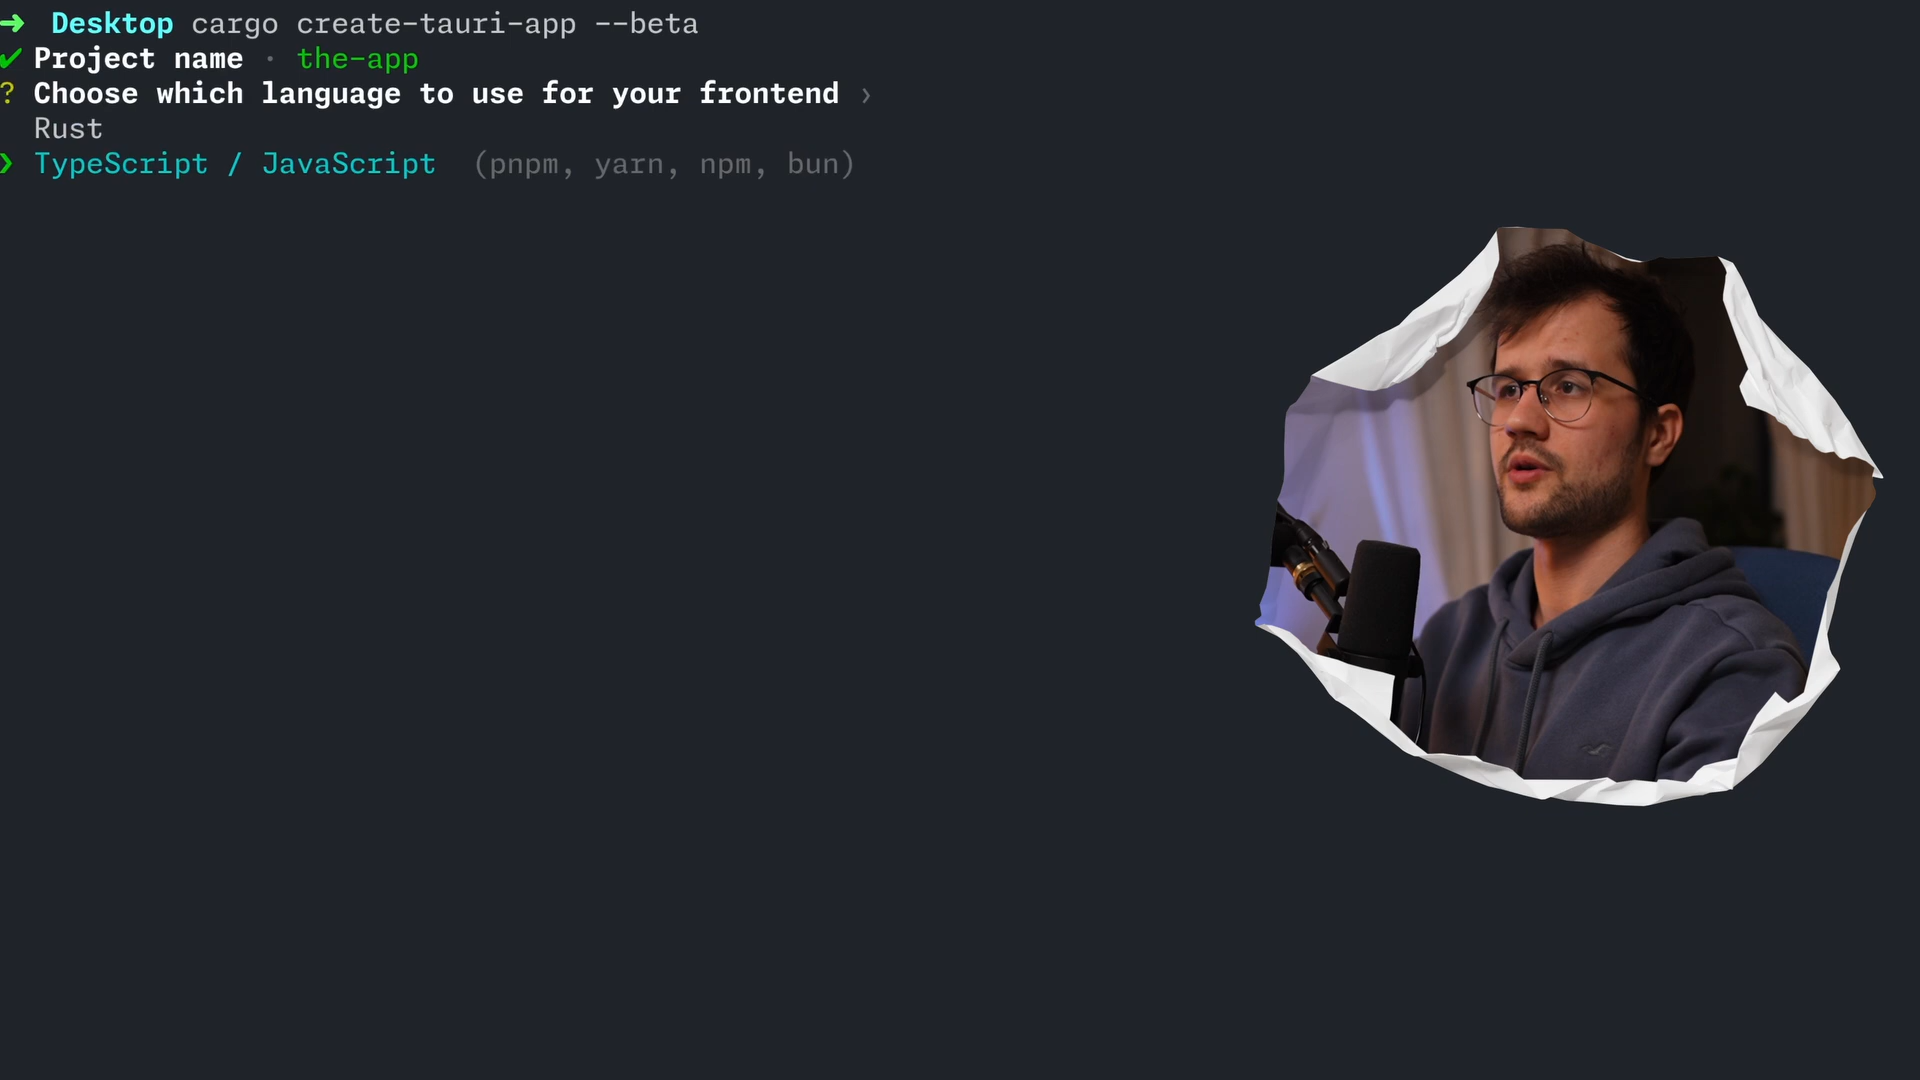 ➜ Desktop cargo create-tauri-app --beta
✔ Project name · the-app
? Choose which language to use for your frontend ›
Rust
❯ TypeScript / JavaScript (pnpm, yarn, npm, bun)